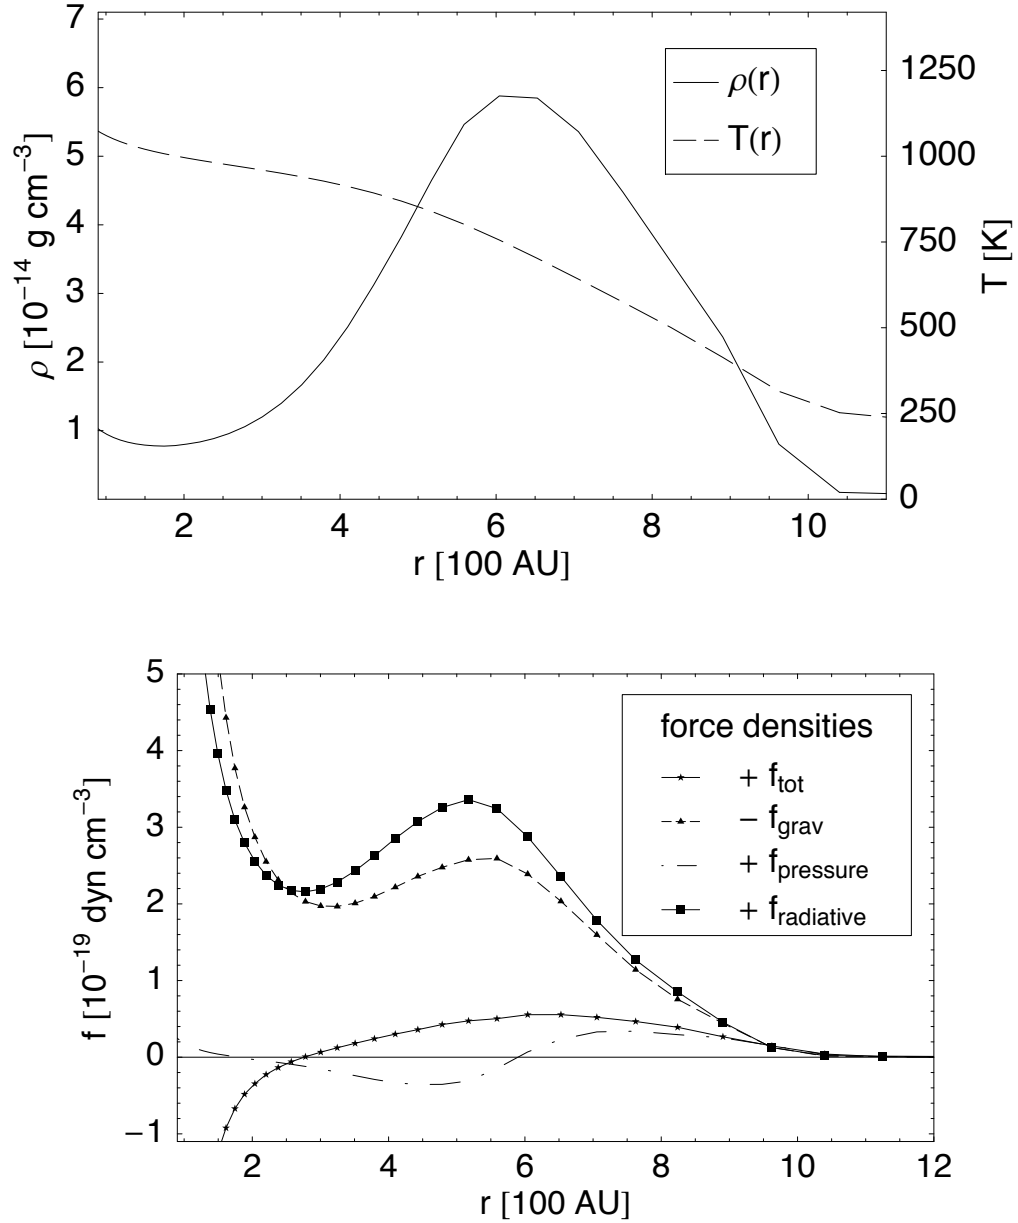 7
6
5
4
3
2
1
ρ [10⁻¹⁴ g cm⁻³]
ρ(r)
T(r)
1250
1000
750
500
250
0
T [K]
2 4 6 8 10
r [100 AU]
5
4
3
2
1
0
−1
f [10⁻¹⁹ dyn cm⁻³]
force densities
+ f_tot
− f_grav
+ f_pressure
+ f_radiative
2 4 6 8 10 12
r [100 AU]